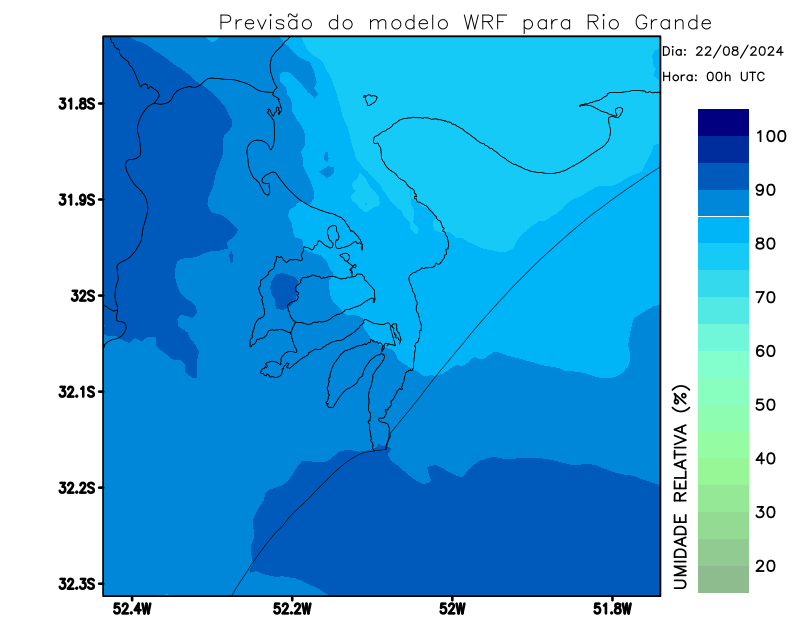 Previsão do modelo WRF para Rio Grande
Dia: 22/08/2024
Hora: 00h UTC
31.8S
31.9S
32S
32.1S
32.2S
32.3S
52.4W
52.2W
52W
51.8W
100
90
80
70
60
50
40
30
20
UMIDADE RELATIVA (%)